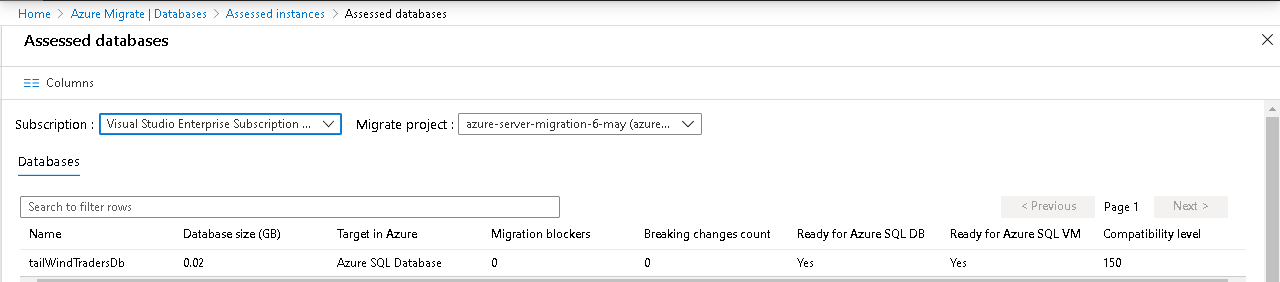 Home > Azure Migrate | Databases > Assessed instances > Assessed databases
Assessed databases
Columns
Subscription : Visual Studio Enterprise Subscription ... Migrate project : azure-server-migration-6-may (azure...
Databases
Search to filter rows < Previous Page 1 Next >
Name Database size (GB) Target in Azure Migration blockers Breaking changes count Ready for Azure SQL DB Ready for Azure SQL VM Compatibility level
tailWindTradersDb 0.02 Azure SQL Database 0 0 Yes Yes 150